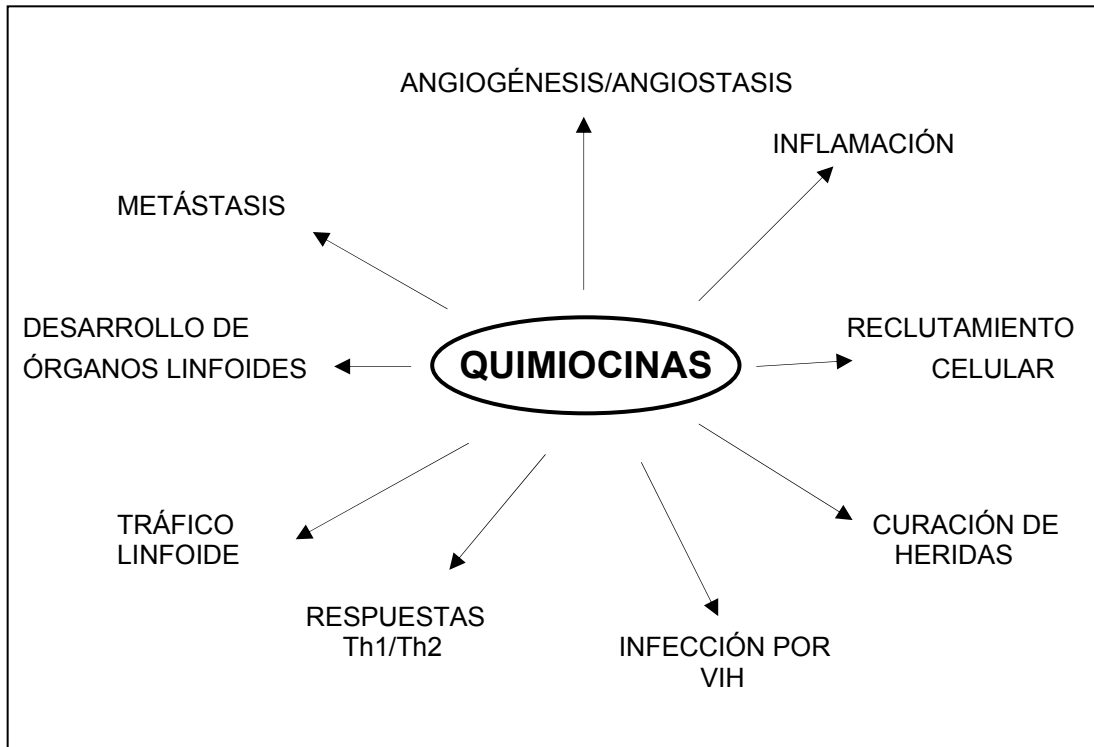 ANGIOGÉNESIS/ANGIOSTASIS
INFLAMACIÓN
METÁSTASIS
DESARROLLO DE
ÓRGANOS LINFOIDES
QUIMIOCINAS
RECLUTAMIENTO
CELULAR
TRÁFICO
LINFOIDE
CURACIÓN DE
HERIDAS
RESPUESTAS
Th1/Th2
INFECCIÓN POR
VIH